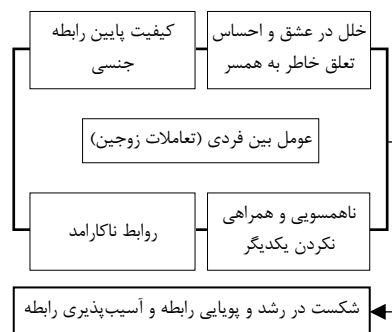 خلل در عشق و احساس
تعلق خاطر به همسر
کیفیت پایین رابطه
جنسی
عومل بین فردی (تعاملات زوجین)
ناهمسویی و همراهی
نکردن یکدیگر
روابط ناکارامد
شکست در رشد و پویایی رابطه و آسیب‌پذیری رابطه